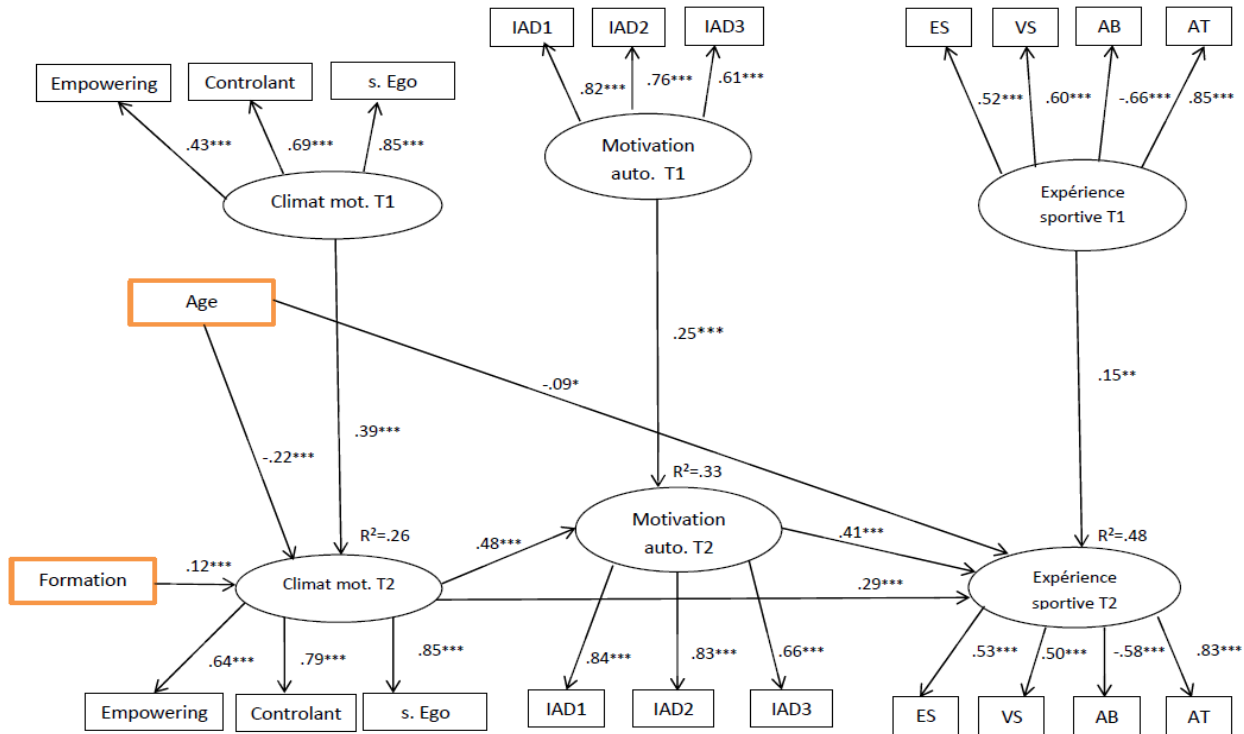 IAD1 IAD2 IAD3
ES VS AB AT
Empowering Controlant s. Ego
.82*** .76*** .61***
.52*** .60*** -.66*** .85***
.43*** .69*** .85***
Motivation
auto. T1
Climat mot. T1
Expérience
sportive T1
Age
.25***
-.09*
.15**
.39***
-.22***
R²=.33
Motivation
auto. T2
R²=.26
.48***
.41***
R²=.48
Formation
.12***
Climat mot. T2
.29***
Expérience
sportive T2
.64*** .79*** .85***
.84*** .83*** .66***
.53*** .50*** -.58*** .83***
Empowering Controlant s. Ego
IAD1 IAD2 IAD3
ES VS AB AT